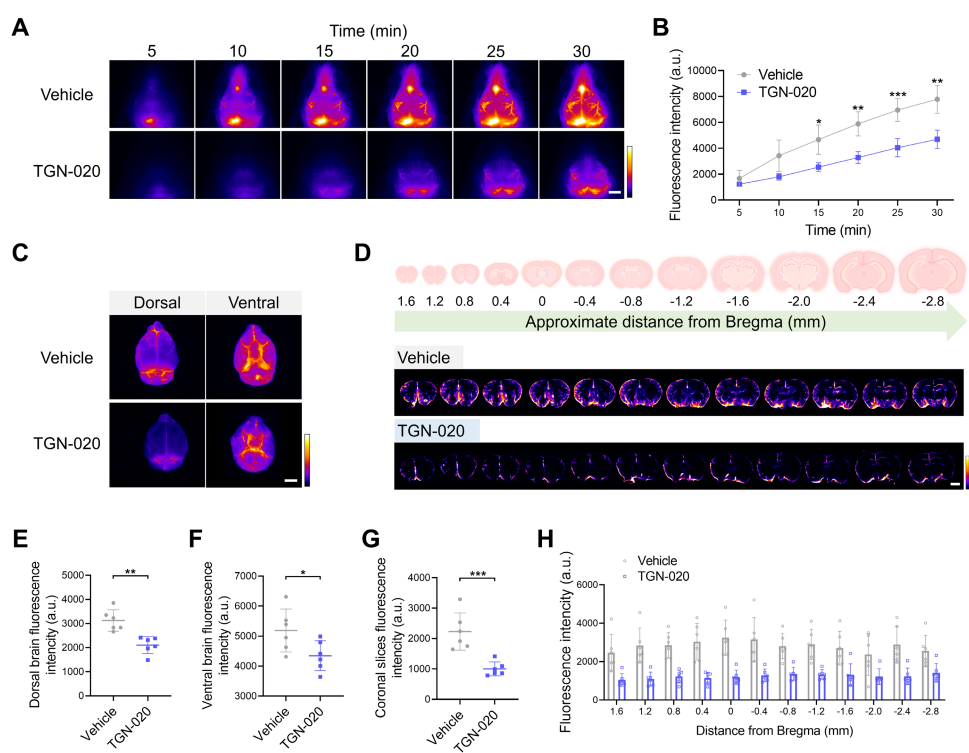 A
Time (min)
5 10 15 20 25 30
Vehicle
TGN-020
B
Fluorescence intensity (a.u.)
10000
8000
6000
4000
2000
0
Vehicle
TGN-020
* ** *** **
5 10 15 20 25 30
Time (min)
C
Dorsal Ventral
Vehicle
TGN-020
D
1.6 1.2 0.8 0.4 0 -0.4 -0.8 -1.2 -1.6 -2.0 -2.4 -2.8
Approximate distance from Bregma (mm)
Vehicle
TGN-020
E
Dorsal brain fluorescence
intencity (a.u.)
5000
4000
3000
2000
1000
0
**
Vehicle
TGN-020
F
Ventral brain fluorescence
intencity (a.u.)
7000
6000
5000
4000
3000
*
Vehicle
TGN-020
G
Coronal slices fluorescence
intencity (a.u.)
4000
3000
2000
1000
0
***
Vehicle
TGN-020
H
Fluorescence intensity (a.u.)
6000
5000
4000
3000
2000
1000
0
Vehicle
TGN-020
1.6 1.2 0.8 0.4 0 -0.4 -0.8 -1.2 -1.6 -2.0 -2.4 -2.8
Distance from Bregma (mm)